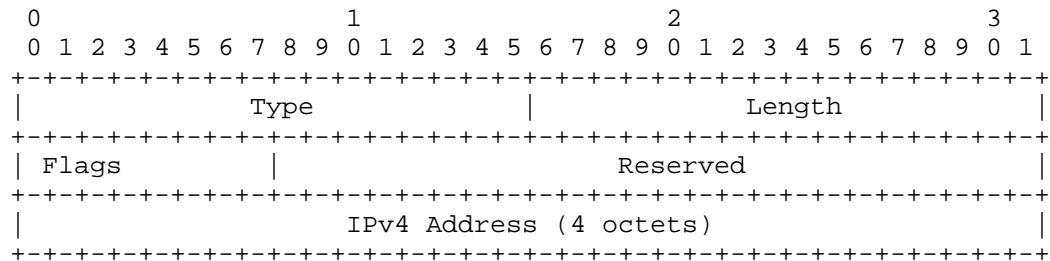 0                   1                   2                   3
 0 1 2 3 4 5 6 7 8 9 0 1 2 3 4 5 6 7 8 9 0 1 2 3 4 5 6 7 8 9 0 1
+-+-+-+-+-+-+-+-+-+-+-+-+-+-+-+-+-+-+-+-+-+-+-+-+-+-+-+-+-+-+-+-+
|              Type             |             Length            |
+-+-+-+-+-+-+-+-+-+-+-+-+-+-+-+-+-+-+-+-+-+-+-+-+-+-+-+-+-+-+-+-+
| Flags         |                     Reserved                  |
+-+-+-+-+-+-+-+-+-+-+-+-+-+-+-+-+-+-+-+-+-+-+-+-+-+-+-+-+-+-+-+-+
|                    IPv4 Address (4 octets)                    |
+-+-+-+-+-+-+-+-+-+-+-+-+-+-+-+-+-+-+-+-+-+-+-+-+-+-+-+-+-+-+-+-+